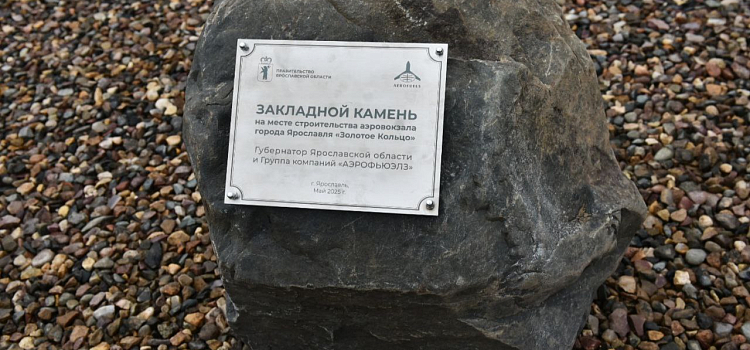 ПРАВИТЕЛЬСТВО
ЯРОСЛАВСКОЙ ОБЛАСТИ
AEROFUELS
ЗАКЛАДНОЙ КАМЕНЬ
на месте строительства аэровокзала
города Ярославля «Золотое Кольцо»
Губернатор Ярославской области
и Группа компаний «АЭРОФЬЮЭЛЗ»
г. Ярославль,
Май 2025 г.